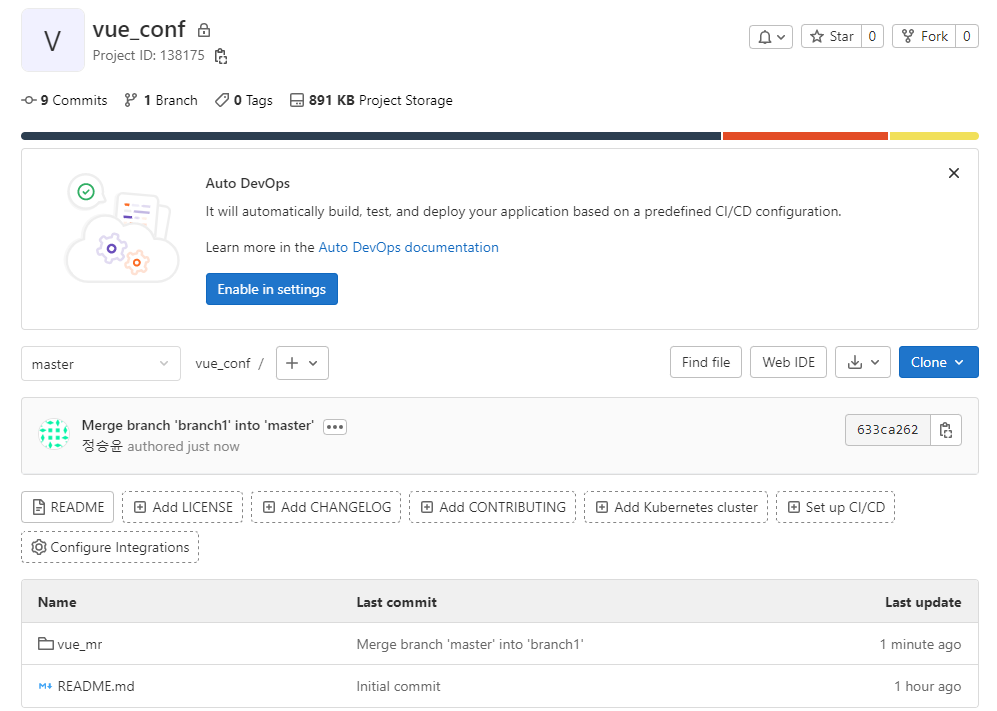 V
vue_conf
Project ID: 138175
Star 0
Fork 0
9 Commits 1 Branch 0 Tags 891 KB Project Storage
Auto DevOps
It will automatically build, test, and deploy your application based on a predefined CI/CD configuration.
Learn more in the Auto DevOps documentation
Enable in settings
master vue_conf / Find file Web IDE Clone
Merge branch 'branch1' into 'master'
정승윤 authored just now
633ca262
README Add LICENSE Add CHANGELOG Add CONTRIBUTING Add Kubernetes cluster Set up CI/CD
Configure Integrations
Name Last commit Last update
vue_mr Merge branch 'master' into 'branch1' 1 minute ago
README.md Initial commit 1 hour ago